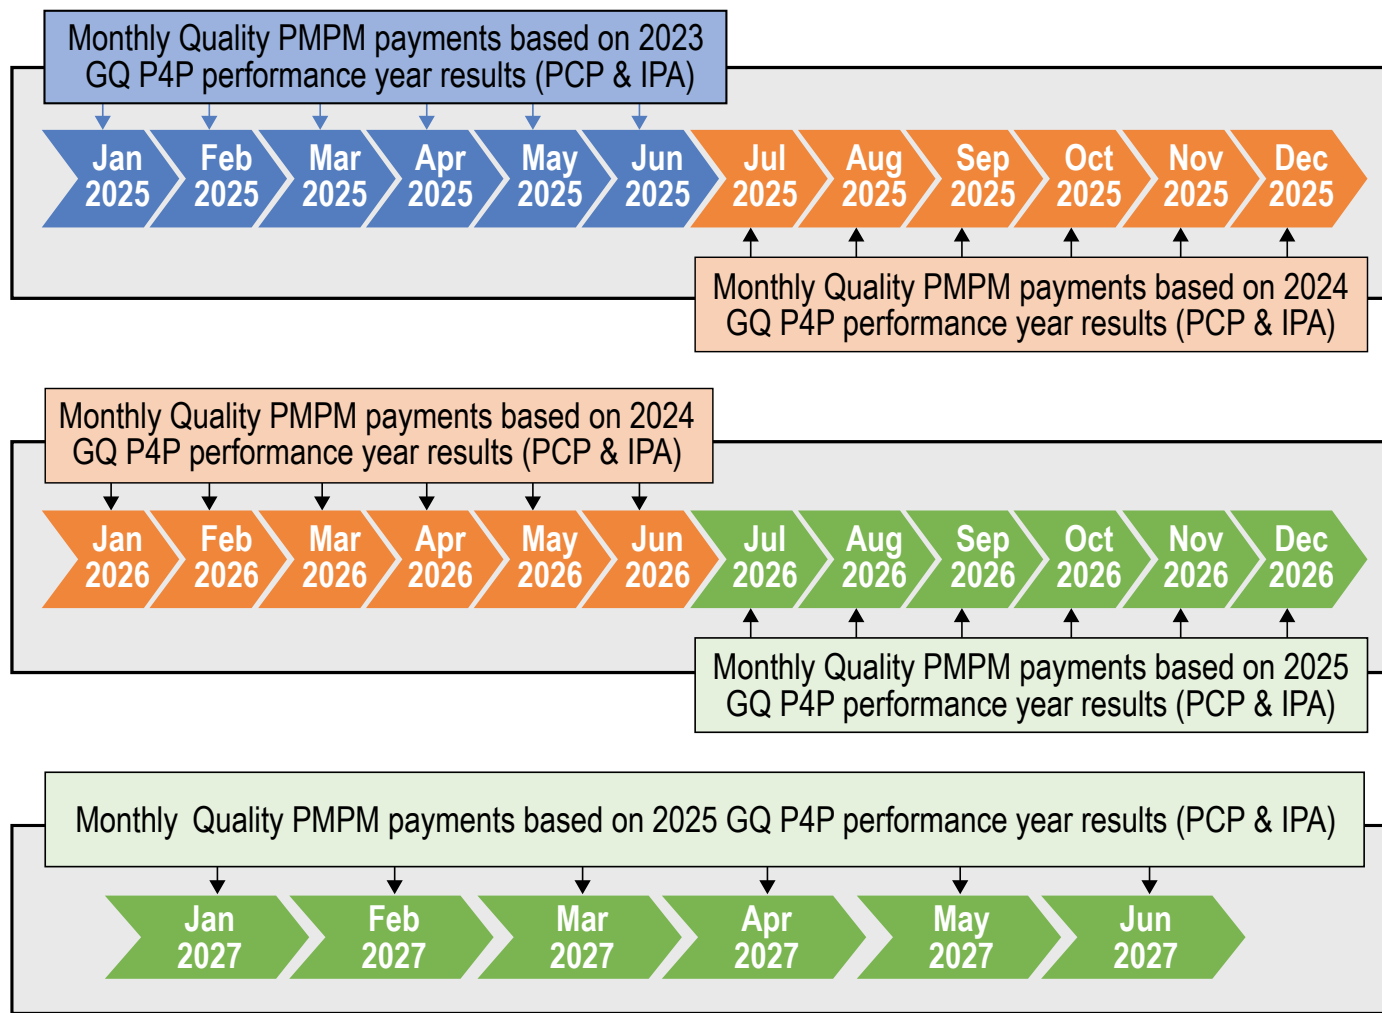 Monthly Quality PMPM payments based on 2023
GQ P4P performance year results (PCP & IPA)
Jan Feb Mar Apr May Jun Jul Aug Sep Oct Nov Dec
2025 2025 2025 2025 2025 2025 2025 2025 2025 2025 2025 2025
Monthly Quality PMPM payments based on 2024
GQ P4P performance year results (PCP & IPA)
Monthly Quality PMPM payments based on 2024
GQ P4P performance year results (PCP & IPA)
Jan Feb Mar Apr May Jun Jul Aug Sep Oct Nov Dec
2026 2026 2026 2026 2026 2026 2026 2026 2026 2026 2026 2026
Monthly Quality PMPM payments based on 2025
GQ P4P performance year results (PCP & IPA)
Monthly Quality PMPM payments based on 2025 GQ P4P performance year results (PCP & IPA)
Jan Feb Mar Apr May Jun
2027 2027 2027 2027 2027 2027